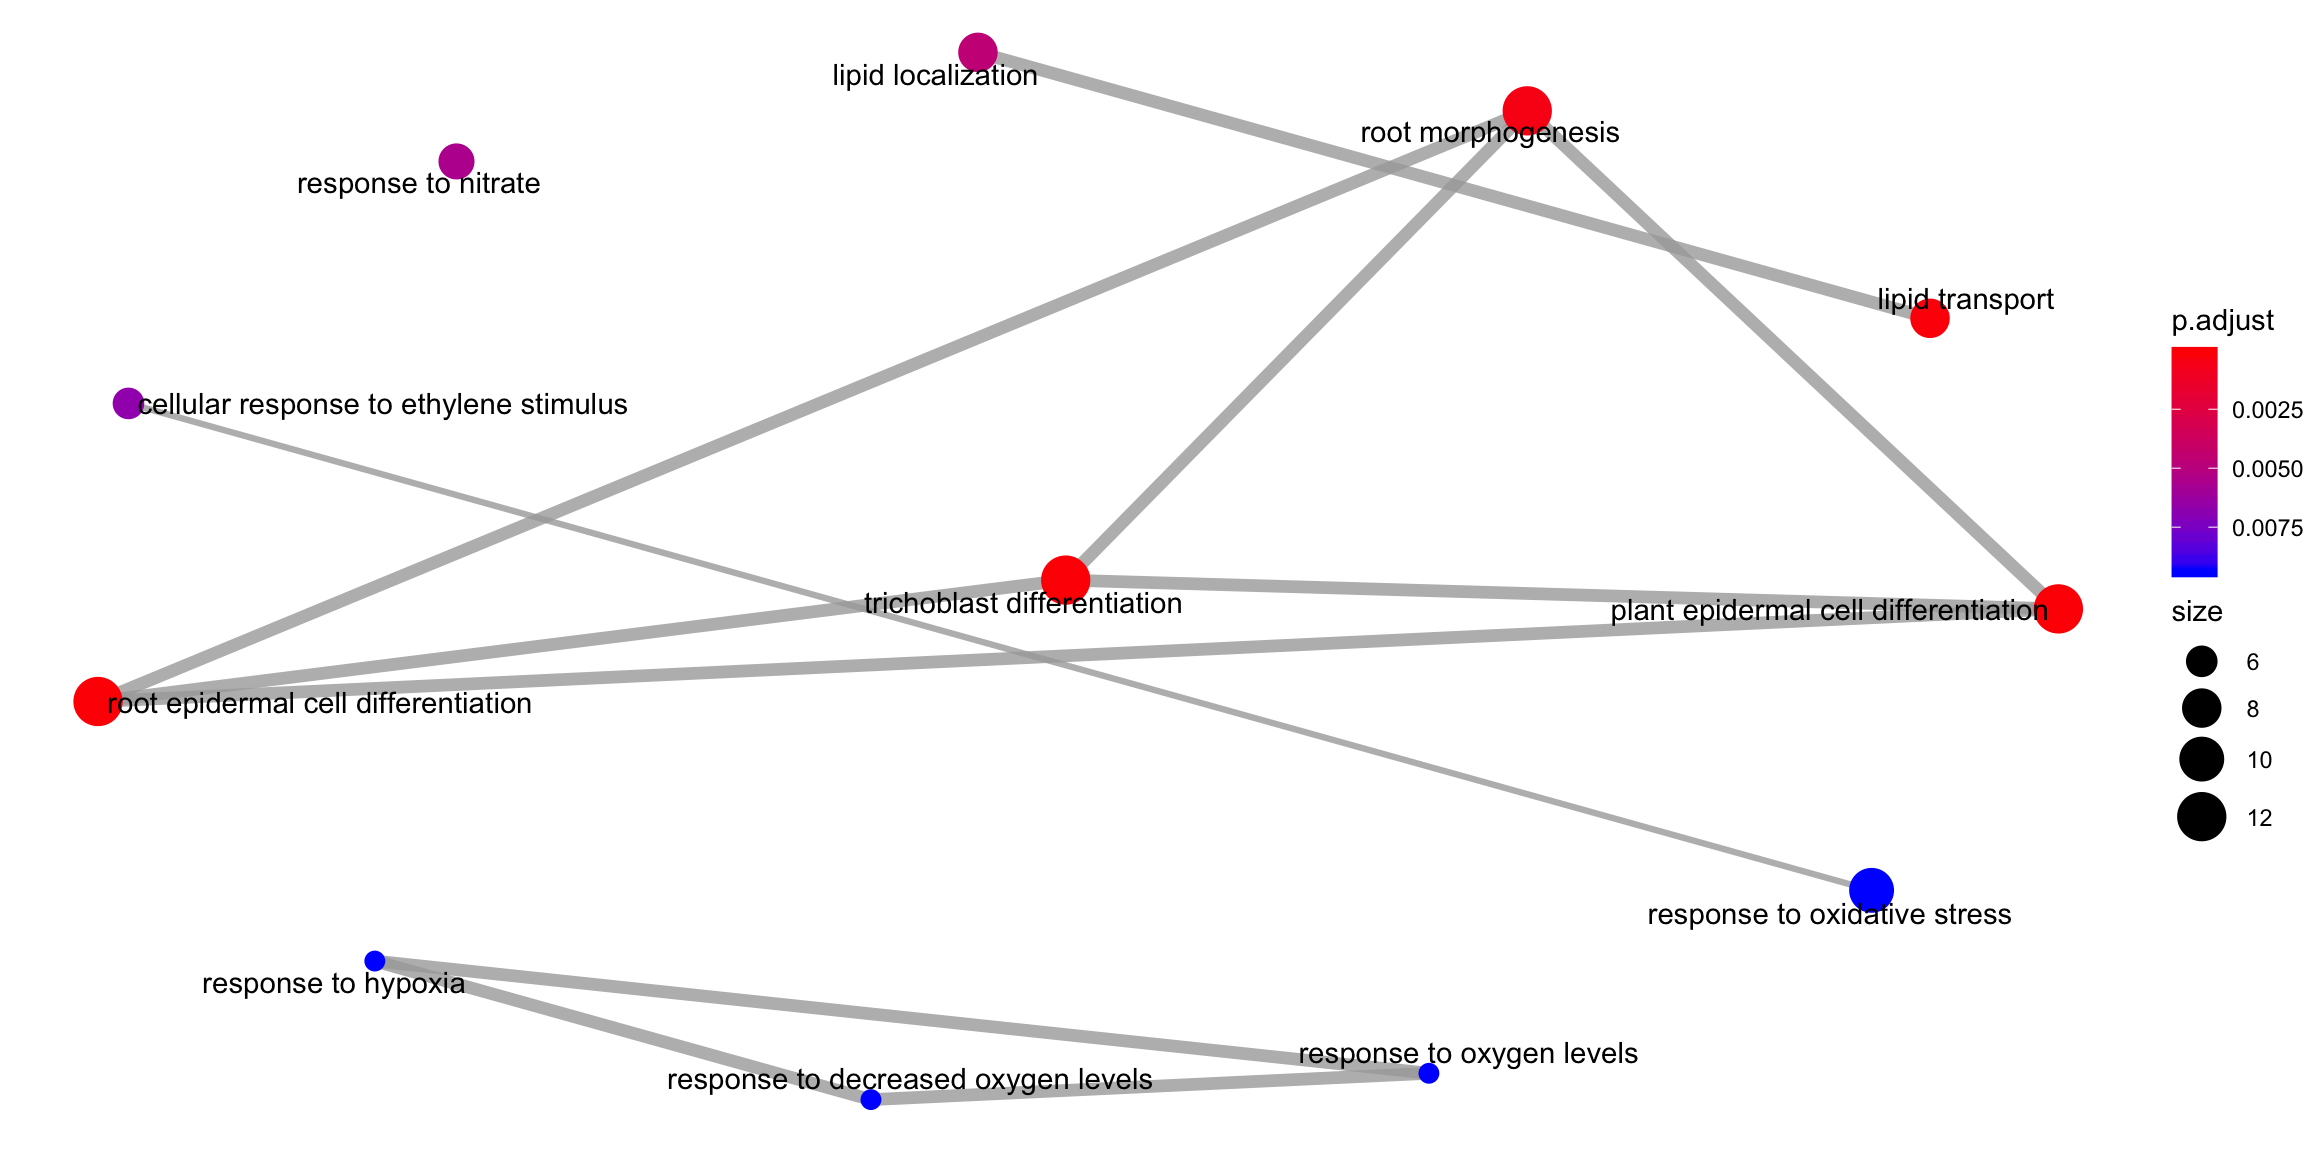 lipid localization
root morphogenesis
response to nitrate
lipid transport
p.adjust
0.0025
0.0050
0.0075
cellular response to ethylene stimulus
trichoblast differentiation
plant epidermal cell differentiation
root epidermal cell differentiation
size
6
8
10
12
response to oxidative stress
response to hypoxia
response to oxygen levels
response to decreased oxygen levels